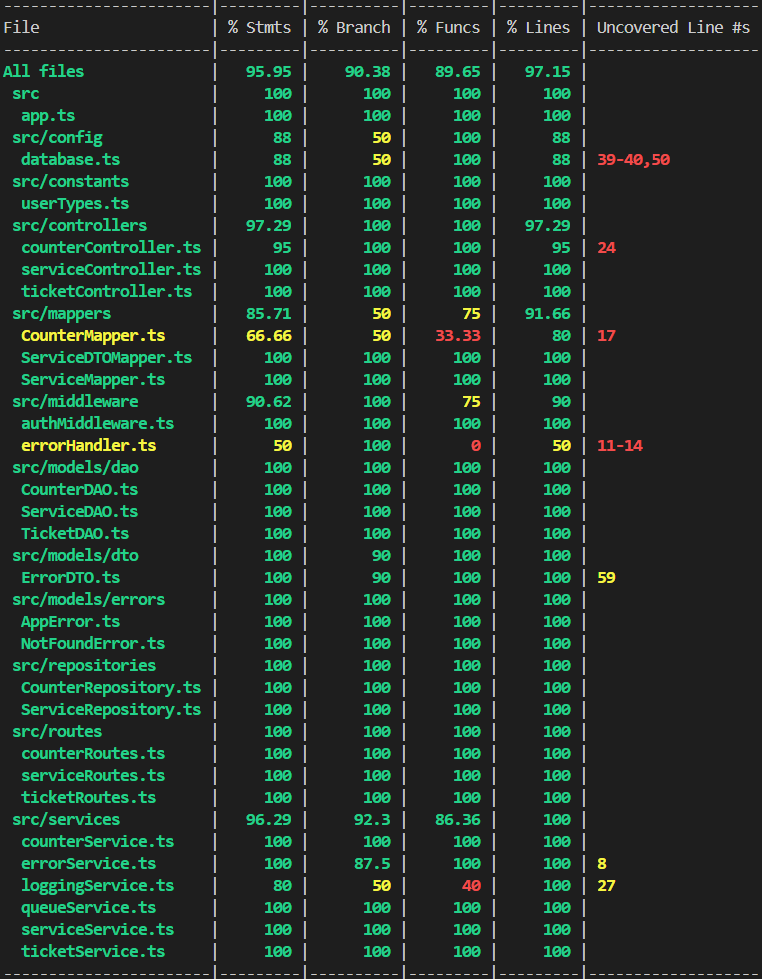 -----------------------|---------|----------|---------|---------|-------------------
File                   | % Stmts | % Branch | % Funcs | % Lines | Uncovered Line #s
-----------------------|---------|----------|---------|---------|-------------------
All files              |   95.95 |    90.38 |   89.65 |   97.15 |
 src                   |     100 |      100 |     100 |     100 |
  app.ts               |     100 |      100 |     100 |     100 |
 src/config            |      88 |       50 |     100 |      88 |
  database.ts          |      88 |       50 |     100 |      88 | 39-40,50
 src/constants         |     100 |      100 |     100 |     100 |
  userTypes.ts         |     100 |      100 |     100 |     100 |
 src/controllers       |   97.29 |      100 |     100 |   97.29 |
  counterController.ts |      95 |      100 |     100 |      95 | 24
  serviceController.ts |     100 |      100 |     100 |     100 |
  ticketController.ts  |     100 |      100 |     100 |     100 |
 src/mappers           |   85.71 |       50 |      75 |   91.66 |
  CounterMapper.ts     |   66.66 |       50 |   33.33 |      80 | 17
  ServiceDTOMapper.ts  |     100 |      100 |     100 |     100 |
  ServiceMapper.ts     |     100 |      100 |     100 |     100 |
 src/middleware        |   90.62 |      100 |      75 |      90 |
  authMiddleware.ts    |     100 |      100 |     100 |     100 |
  errorHandler.ts      |      50 |      100 |       0 |      50 | 11-14
 src/models/dao        |     100 |      100 |     100 |     100 |
  CounterDAO.ts        |     100 |      100 |     100 |     100 |
  ServiceDAO.ts        |     100 |      100 |     100 |     100 |
  TicketDAO.ts         |     100 |      100 |     100 |     100 |
 src/models/dto        |     100 |       90 |     100 |     100 |
  ErrorDTO.ts          |     100 |       90 |     100 |     100 | 59
 src/models/errors     |     100 |      100 |     100 |     100 |
  AppError.ts          |     100 |      100 |     100 |     100 |
  NotFoundError.ts     |     100 |      100 |     100 |     100 |
 src/repositories      |     100 |      100 |     100 |     100 |
  CounterRepository.ts |     100 |      100 |     100 |     100 |
  ServiceRepository.ts |     100 |      100 |     100 |     100 |
 src/routes            |     100 |      100 |     100 |     100 |
  counterRoutes.ts     |     100 |      100 |     100 |     100 |
  serviceRoutes.ts     |     100 |      100 |     100 |     100 |
  ticketRoutes.ts      |     100 |      100 |     100 |     100 |
 src/services          |   96.29 |     92.3 |   86.36 |     100 |
  counterService.ts    |     100 |      100 |     100 |     100 |
  errorService.ts      |     100 |     87.5 |     100 |     100 | 8
  loggingService.ts    |      80 |       50 |      40 |     100 | 27
  queueService.ts      |     100 |      100 |     100 |     100 |
  serviceService.ts    |     100 |      100 |     100 |     100 |
  ticketService.ts     |     100 |      100 |     100 |     100 |
-----------------------|---------|----------|---------|---------|-------------------